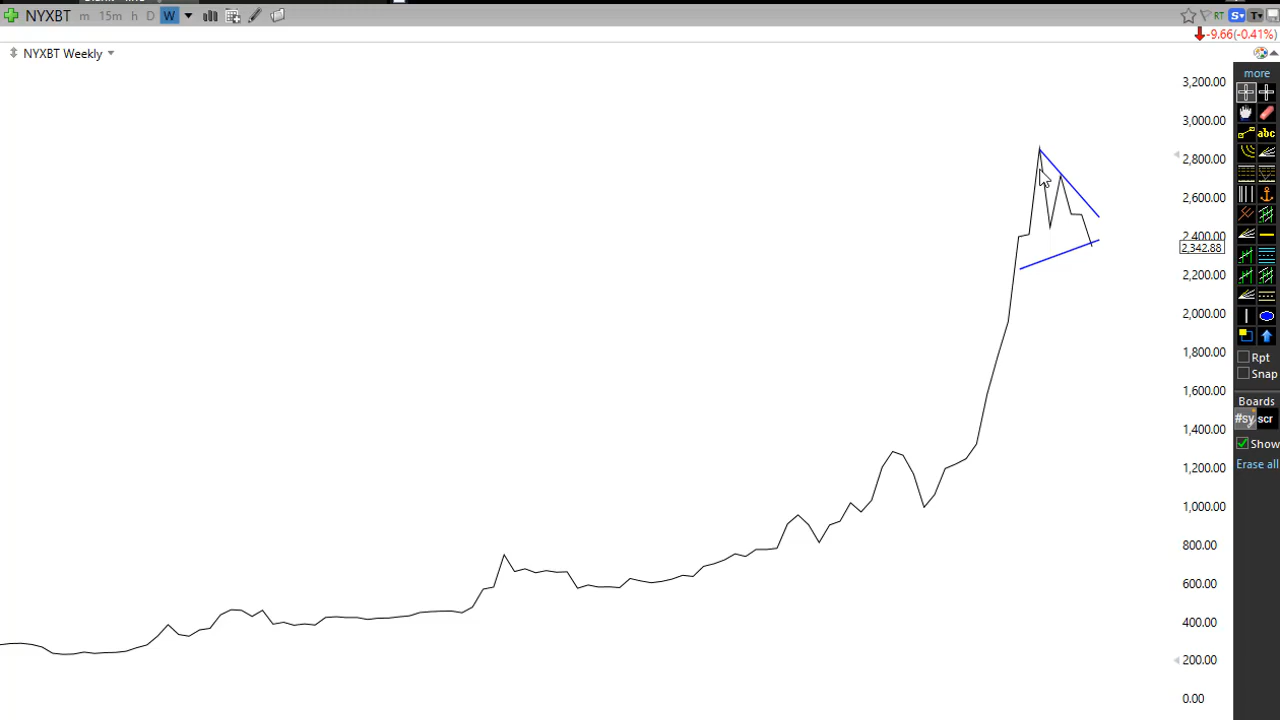 NYXBT m 15m h D W RT S T
-9.66(-0.41%)
NYXBT Weekly
more
3,200.00
3,000.00
abc
2,800.00
2,600.00
2,400.00
2,342.88
2,200.00
2,000.00
1,800.00
Rpt
Snap
1,600.00
Boards
#sy scr
1,400.00
Show
Erase all
1,200.00
1,000.00
800.00
600.00
400.00
200.00
0.00